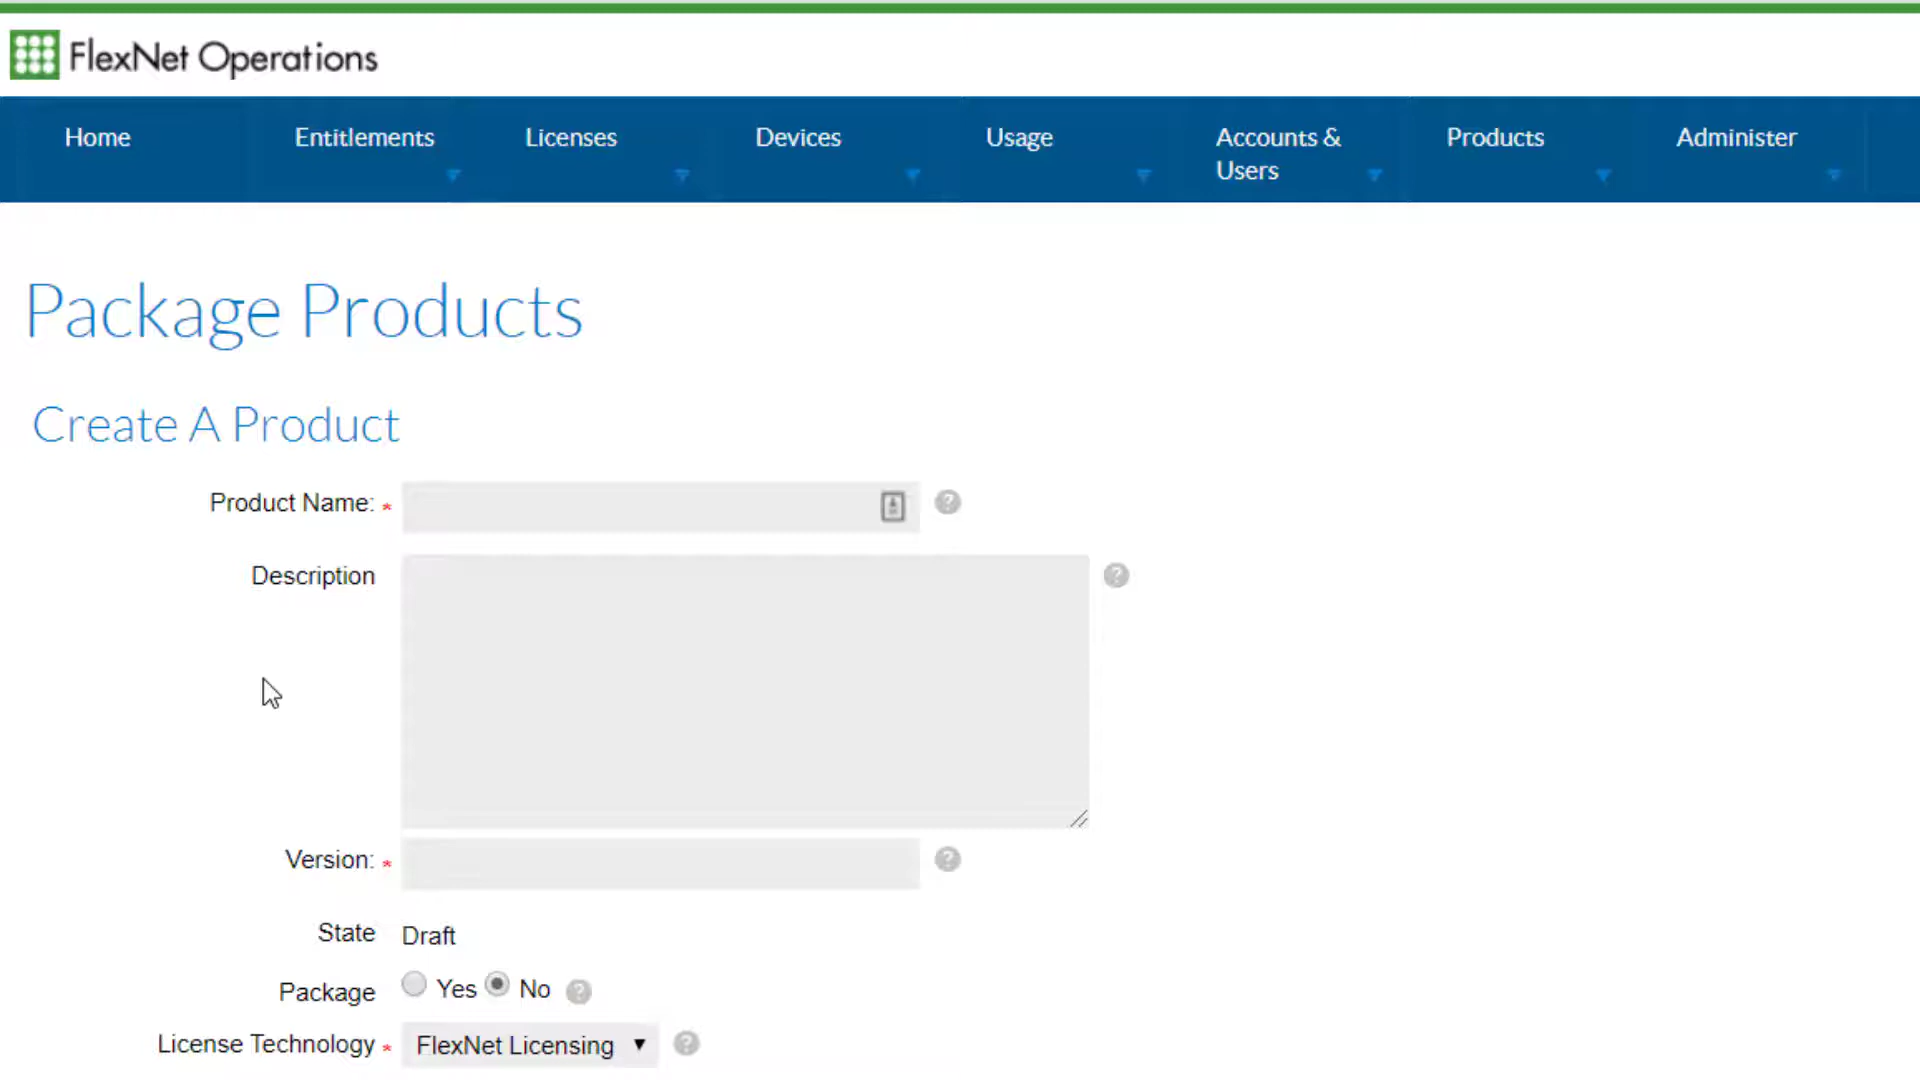 FlexNet Operations
Home Entitlements Licenses Devices Usage Accounts & Users Products Administer
Package Products
Create A Product
Product Name: *
Description
Version: *
State Draft
Package Yes No
License Technology * FlexNet Licensing